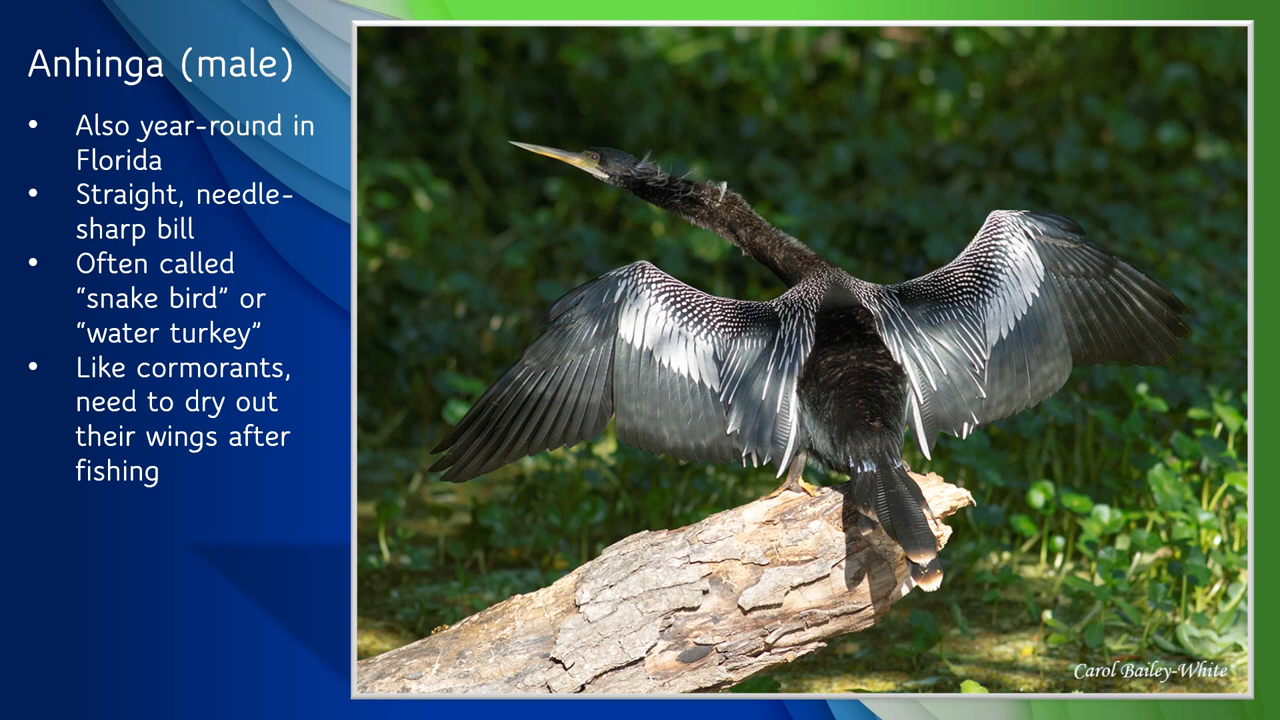 Anhinga (male)
• Also year-round in
Florida
• Straight, needle-
sharp bill
• Often called
“snake bird” or
“water turkey”
• Like cormorants,
need to dry out
their wings after
fishing
Carol Bailey-White